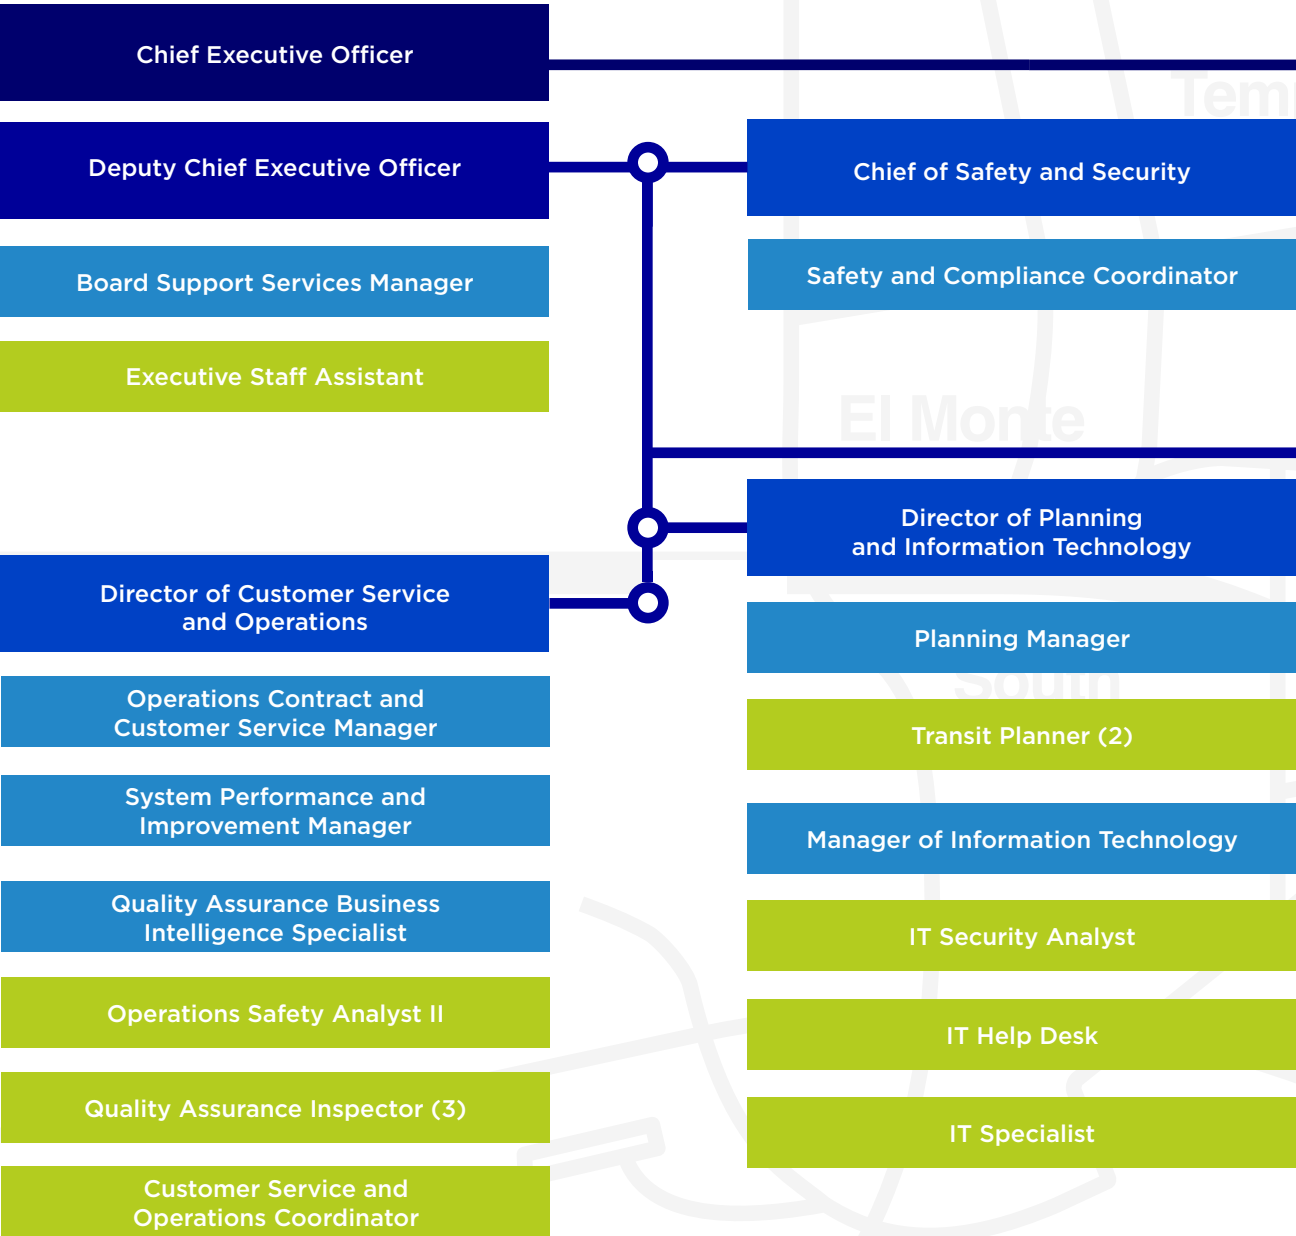 Chief Executive Officer
Deputy Chief Executive Officer
Board Support Services Manager
Executive Staff Assistant
Director of Customer Service
and Operations
Operations Contract and
Customer Service Manager
System Performance and
Improvement Manager
Quality Assurance Business
Intelligence Specialist
Operations Safety Analyst II
Quality Assurance Inspector (3)
Customer Service and
Operations Coordinator
Chief of Safety and Security
Safety and Compliance Coordinator
El Monte
Director of Planning
and Information Technology
Planning Manager
South
Transit Planner (2)
Manager of Information Technology
IT Security Analyst
IT Help Desk
IT Specialist